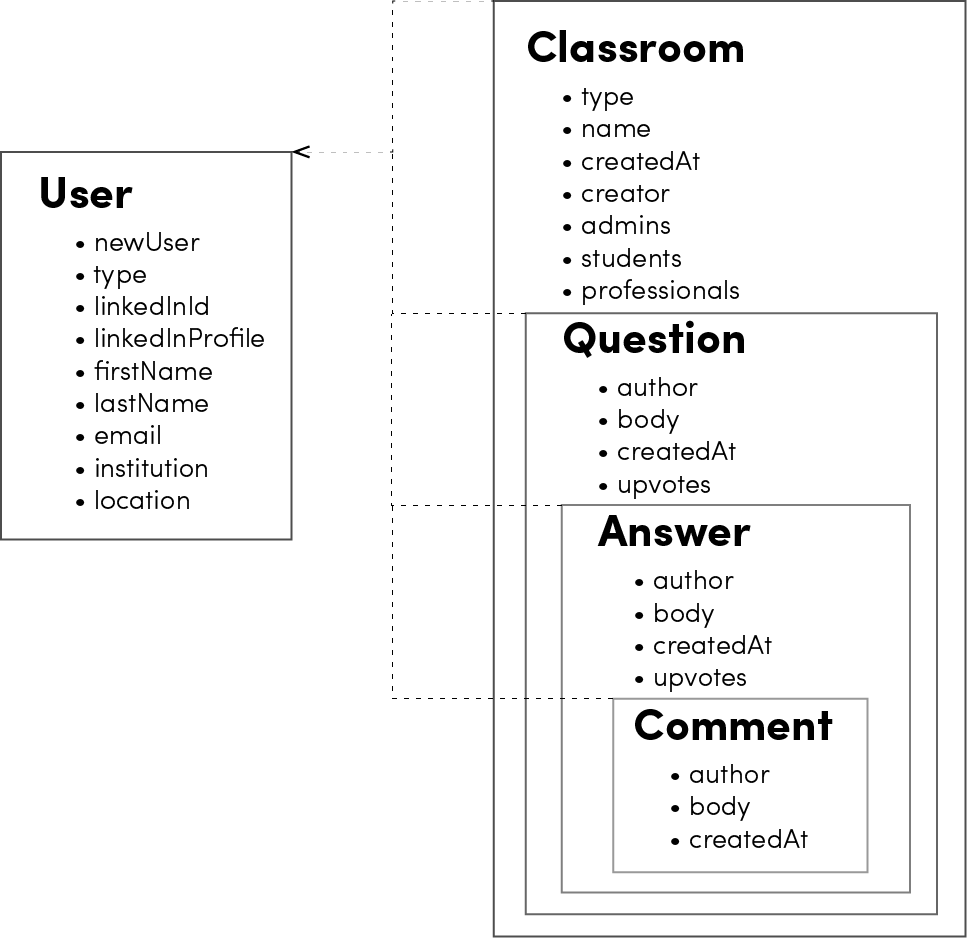 User
• newUser
• type
• linkedInId
• linkedInProfile
• firstName
• lastName
• email
• institution
• location
Classroom
• type
• name
• createdAt
• creator
• admins
• students
• professionals
Question
• author
• body
• createdAt
• upvotes
Answer
• author
• body
• createdAt
• upvotes
Comment
• author
• body
• createdAt